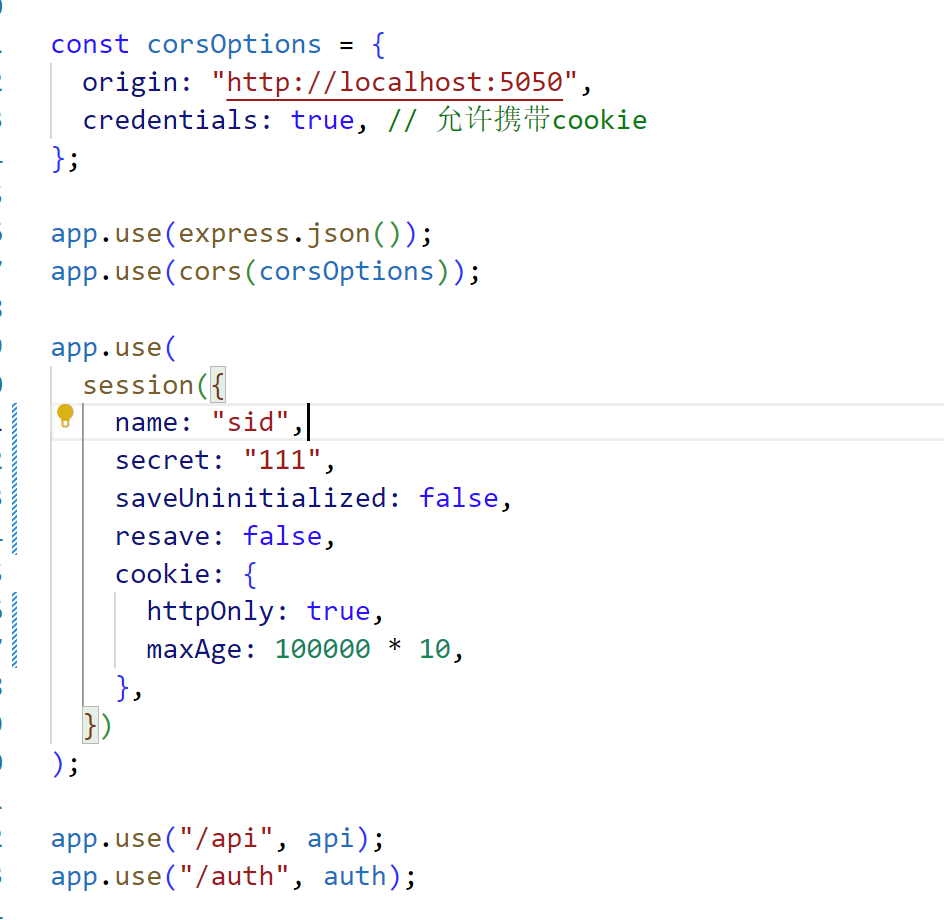 const corsOptions = {
  origin: "http://localhost:5050",
  credentials: true, // 允许携带cookie
};

app.use(express.json());
app.use(cors(corsOptions));

app.use(
  session({
    name: "sid",
    secret: "111",
    saveUninitialized: false,
    resave: false,
    cookie: {
      httpOnly: true,
      maxAge: 100000 * 10,
    },
  })
);

app.use("/api", api);
app.use("/auth", auth);